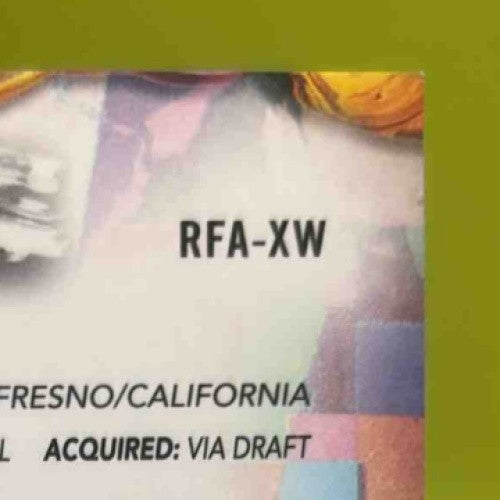 RFA-XW
FRESNO/CALIFORNIA
L ACQUIRED: VIA DRAFT